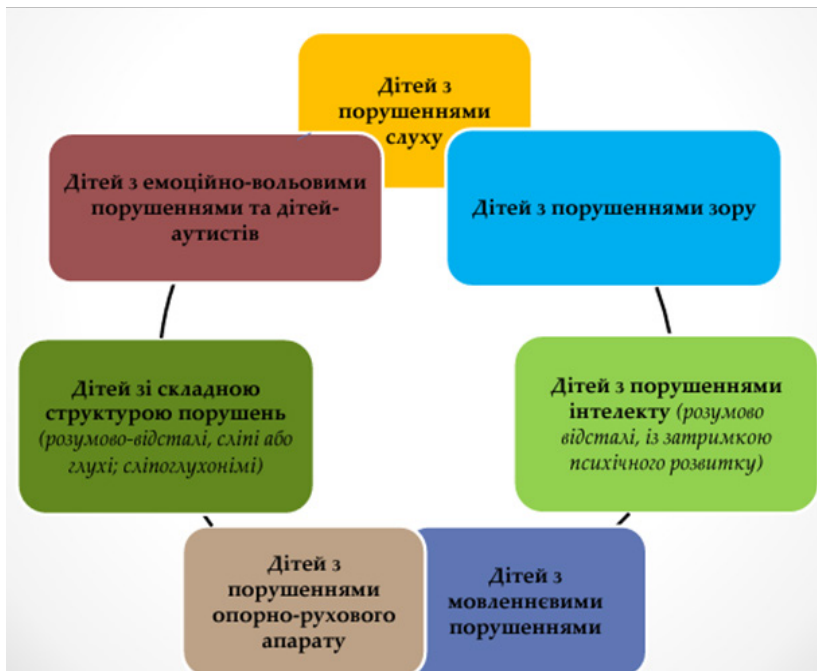 Дітей з
порушеннями
слуху
Дітей з порушеннями зору
Дітей з порушеннями
інтелекту (розумово
відсталі, із затримкою
психічного розвитку)
Дітей з
мовленнєвими
порушеннями
Дітей з
порушеннями
опорно-рухового
апарату
Дітей зі складною
структурою порушень
(розумово-відсталі, сліпі або
глухі; сліпоглухонімі)
Дітей з емоційно-вольовими
порушеннями та дітей-
аутистів